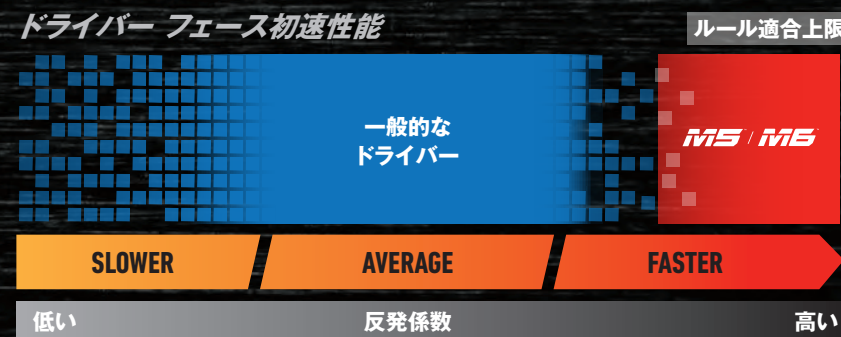 ドライバー フェース初速性能
ルール適合上限
一般的な
ドライバー
M5 / M6
SLOWER AVERAGE FASTER
低い 反発係数 高い